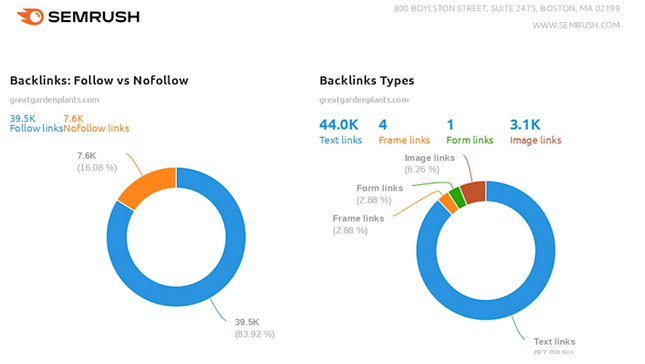 SEMRUSH
800 BOYLSTON STREET, SUITE 2475, BOSTON, MA 02199
WWW.SEMRUSH.COM
Backlinks: Follow vs Nofollow
greatgardenplants.com
39.5K 7.6K
Follow links Nofollow links
7.6K
(16.08 %)
39.5K
(83.92 %)
Backlinks Types
greatgardenplants.com
44.0K 4 1 3.1K
Text links Frame links Form links Image links
Image links
(6.26 %)
Form links
(2.88 %)
Frame links
(2.88 %)
Text links
(87.98 %)